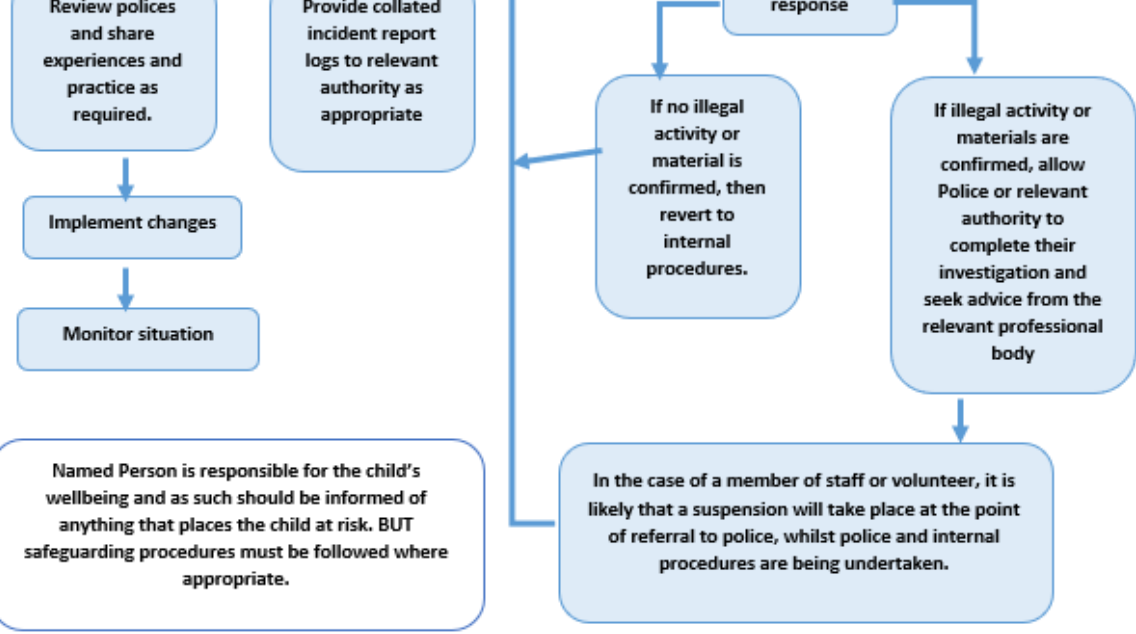 Review polices
and share
experiences and
practice as
required.
Provide collated
incident report
logs to relevant
authority as
appropriate
response
If no illegal
activity or
material is
confirmed, then
revert to
internal
procedures.
If illegal activity or
materials are
confirmed, allow
Police or relevant
authority to
complete their
investigation and
seek advice from the
relevant professional
body
Implement changes
Monitor situation
Named Person is responsible for the child’s
wellbeing and as such should be informed of
anything that places the child at risk. BUT
safeguarding procedures must be followed where
appropriate.
In the case of a member of staff or volunteer, it is
likely that a suspension will take place at the point
of referral to police, whilst police and internal
procedures are being undertaken.